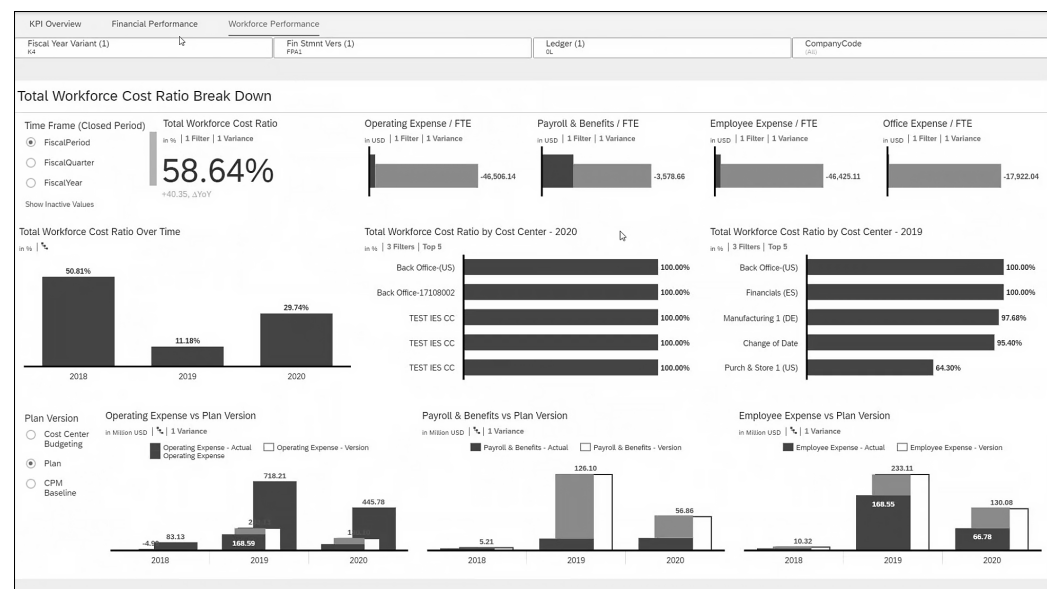 KPI Overview Financial Performance Workforce Performance
Fiscal Year Variant (1) Fin Stmnt Vers (1) Ledger (1) CompanyCode
K4 FPA1 0L (All)
Total Workforce Cost Ratio Break Down
Time Frame (Closed Period)
FiscalPeriod
FiscalQuarter
FiscalYear
Show Inactive Values
Total Workforce Cost Ratio
in % | 1 Filter | 1 Variance
58.64%
+40.35, ΔYoY
Operating Expense / FTE
in USD | 1 Filter | 1 Variance
-46,506.14
Payroll & Benefits / FTE
in USD | 1 Filter | 1 Variance
-3,578.66
Employee Expense / FTE
in USD | 1 Filter | 1 Variance
-46,425.11
Office Expense / FTE
in USD | 1 Filter | 1 Variance
-17,922.04
Total Workforce Cost Ratio Over Time
in % |
50.81%
11.18%
29.74%
2018 2019 2020
Total Workforce Cost Ratio by Cost Center - 2020
in % | 3 Filters | Top 5
Back Office-(US) 100.00%
Back Office-17108002 100.00%
TEST IES CC 100.00%
TEST IES CC 100.00%
TEST IES CC 100.00%
Total Workforce Cost Ratio by Cost Center - 2019
in % | 3 Filters | Top 5
Back Office-(US) 100.00%
Financials (ES) 100.00%
Manufacturing 1 (DE) 97.68%
Change of Date 95.40%
Purch & Store 1 (US) 64.30%
Plan Version
Cost Center
Budgeting
Plan
CPM
Baseline
Operating Expense vs Plan Version
in Million USD | | 1 Variance
Operating Expense - Actual Operating Expense - Version
Operating Expense
718.21
445.78
83.13
168.59
2018 2019 2020
Payroll & Benefits vs Plan Version
in Million USD | | 1 Variance
Payroll & Benefits - Actual Payroll & Benefits - Version
126.10
56.86
5.21
2018 2019 2020
Employee Expense vs Plan Version
in Million USD | | 1 Variance
Employee Expense - Actual Employee Expense - Version
233.11
168.55
130.08
10.32
66.78
2018 2019 2020